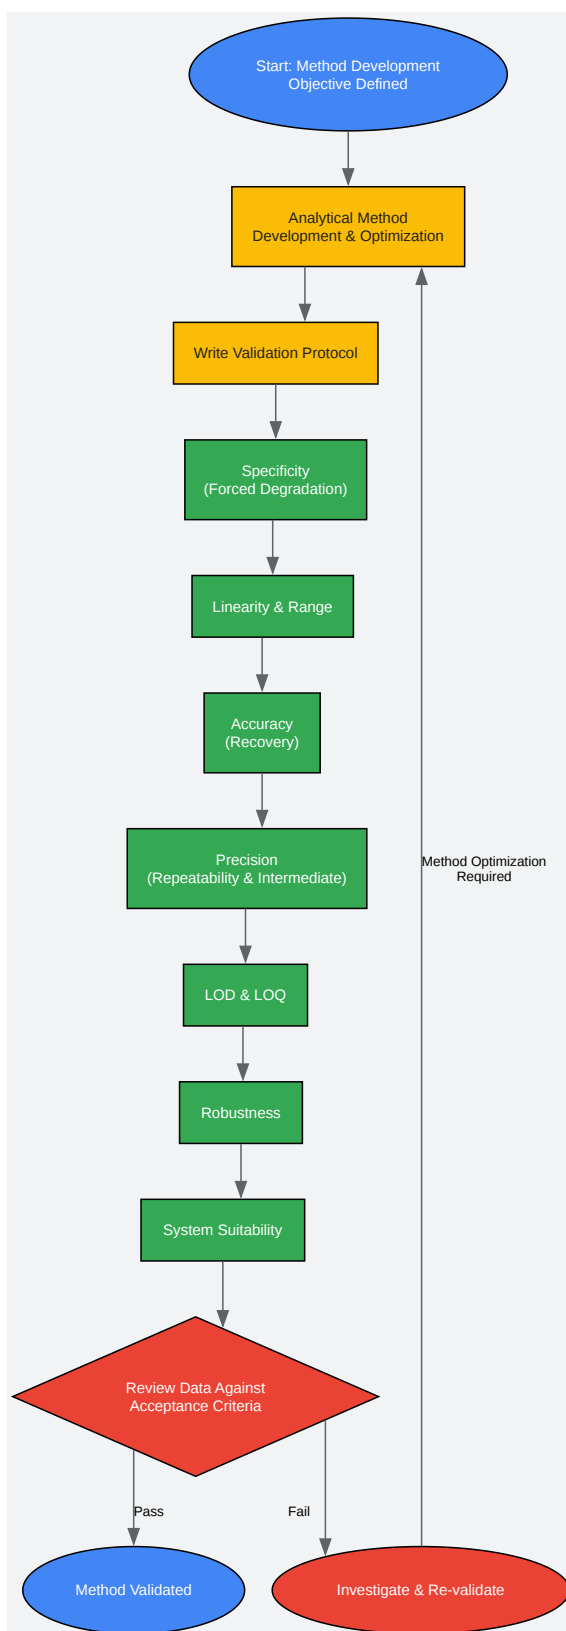 Start: Method Development
Objective Defined
Analytical Method
Development & Optimization
Write Validation Protocol
Specificity
(Forced Degradation)
Linearity & Range
Accuracy
(Recovery)
Precision
(Repeatability & Intermediate)
Method Optimization
Required
LOD & LOQ
Robustness
System Suitability
Review Data Against
Acceptance Criteria
Pass
Fail
Method Validated
Investigate & Re-validate